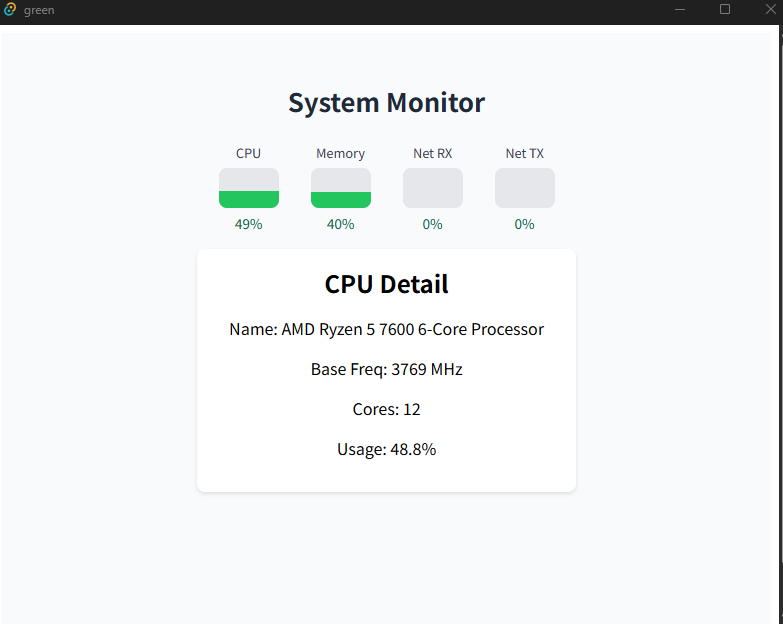 green
System Monitor
CPU Memory Net RX Net TX
49% 40% 0% 0%
CPU Detail
Name: AMD Ryzen 5 7600 6-Core Processor
Base Freq: 3769 MHz
Cores: 12
Usage: 48.8%